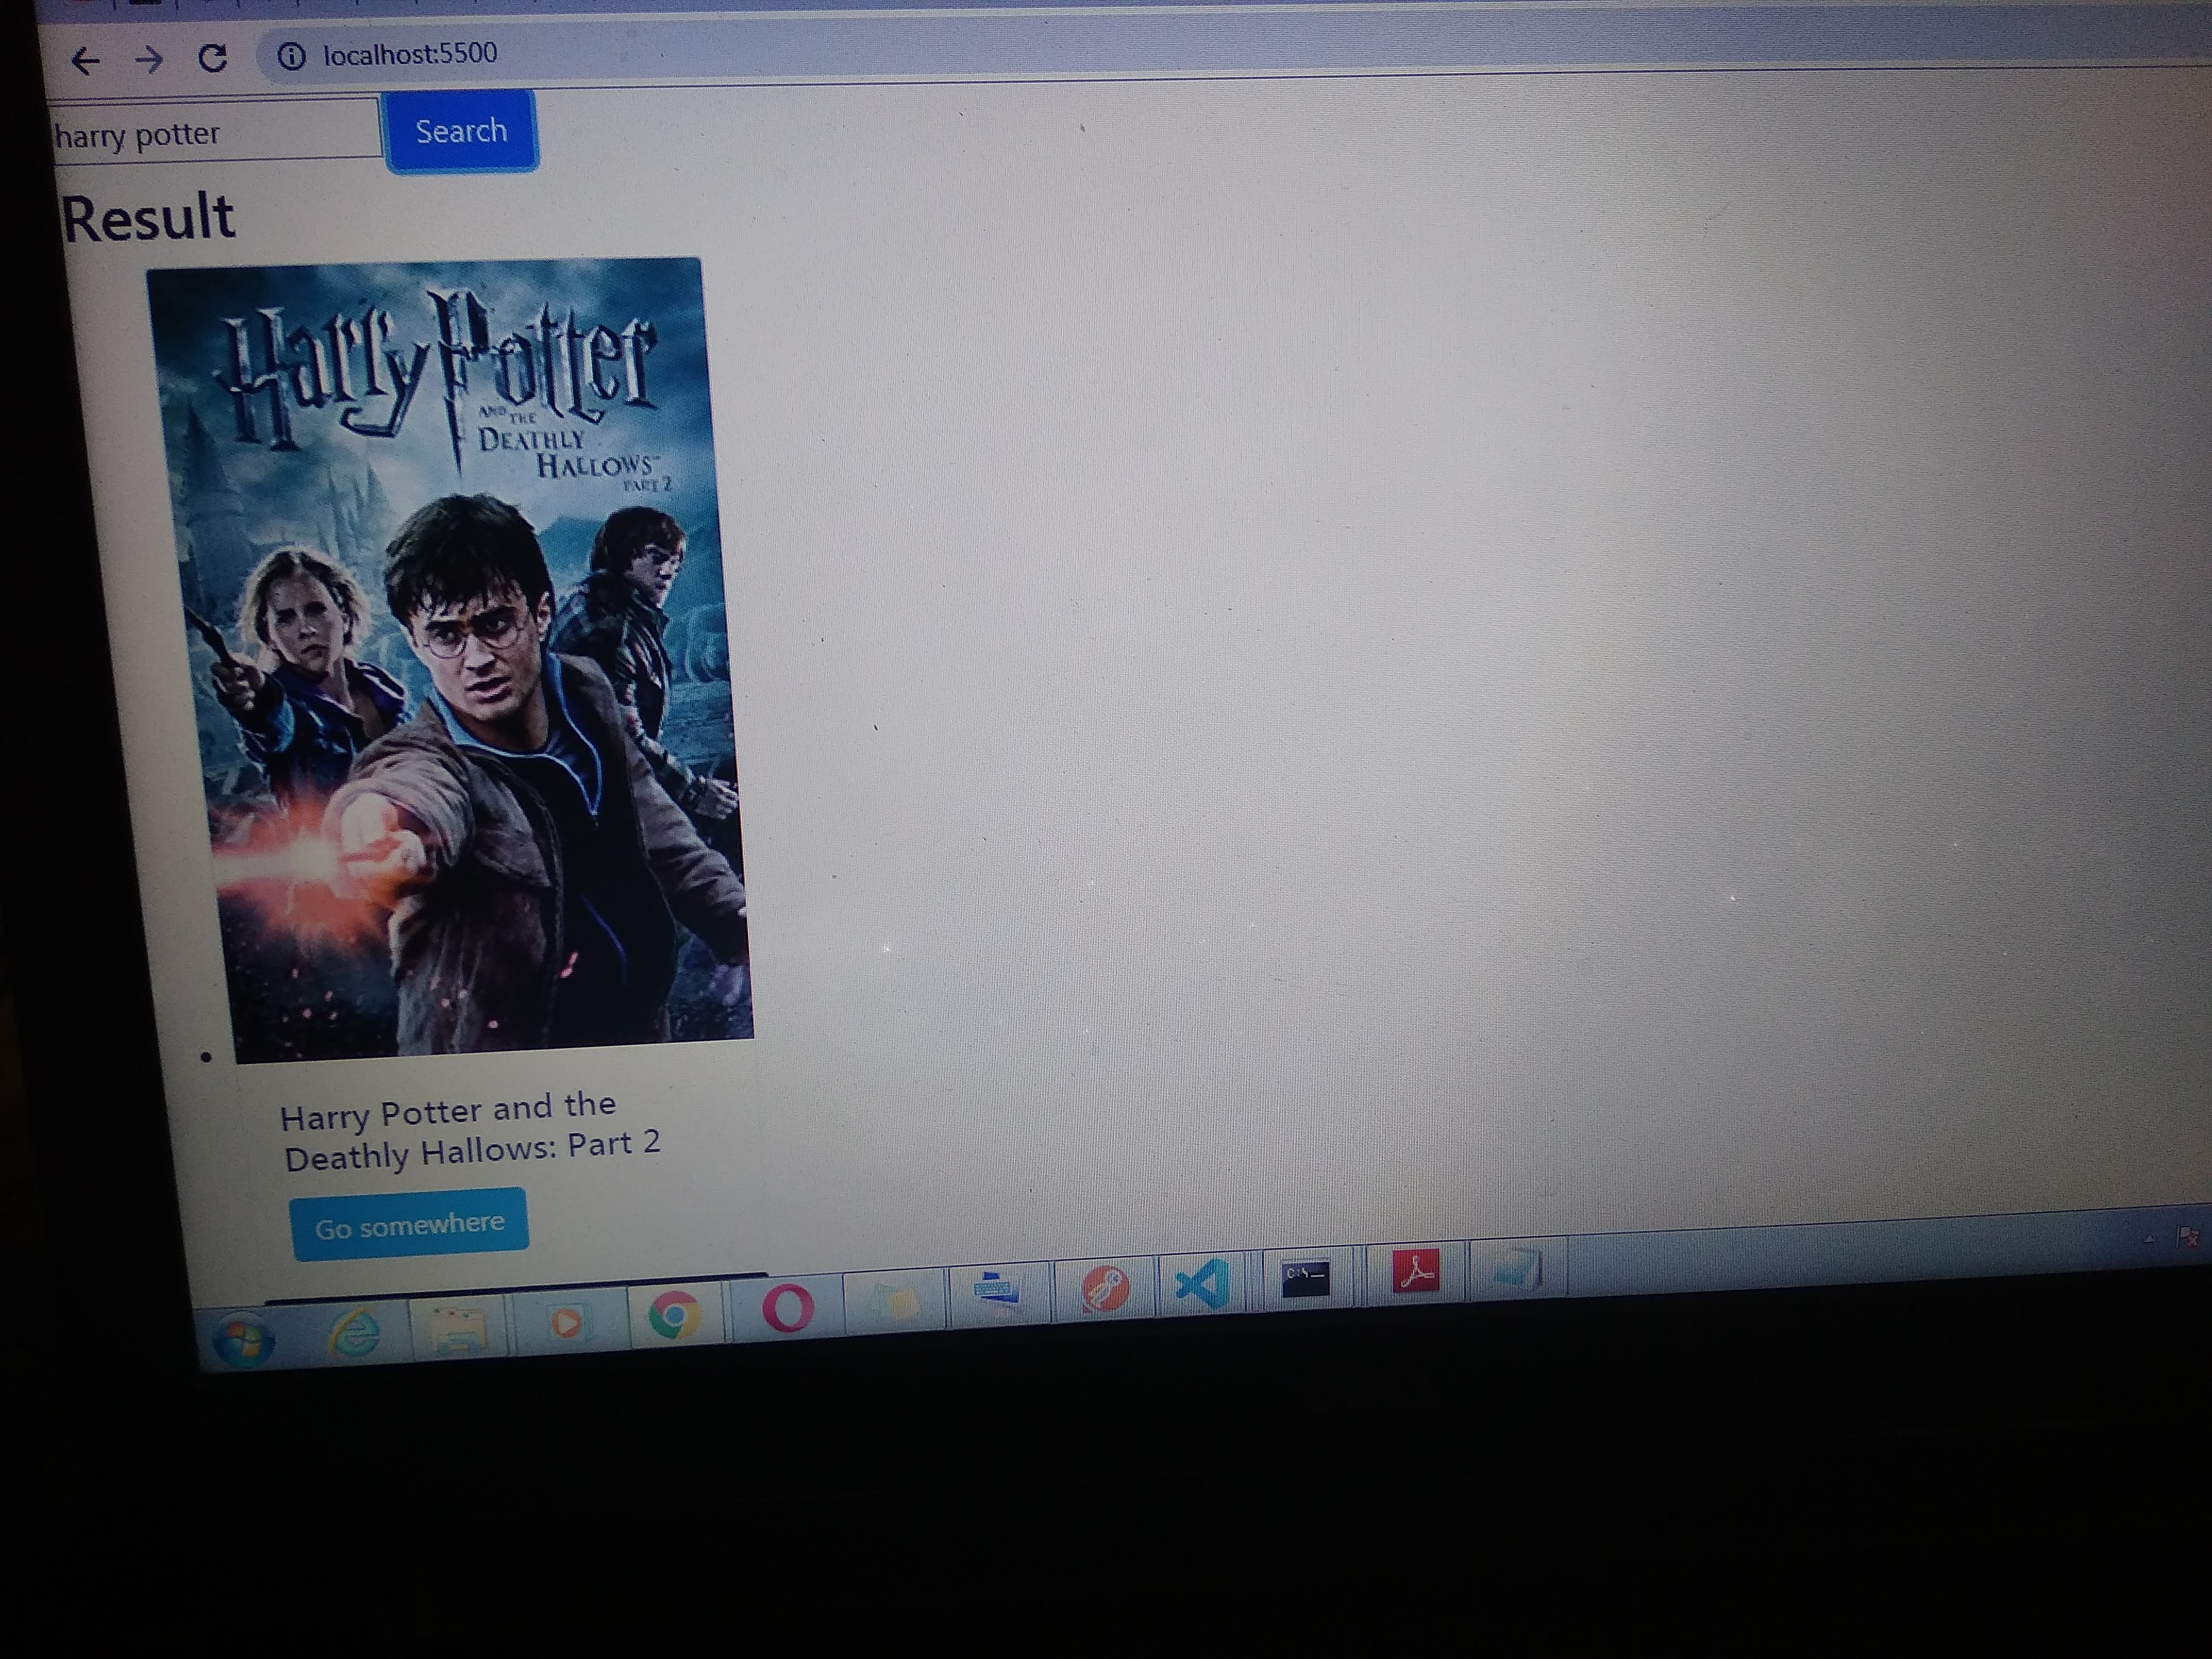 localhost:5500
harry potter
Search
Result
Harry Potter
AND THE
DEATHLY
HALLOWS™
PART 2
Harry Potter and the
Deathly Hallows: Part 2
Go somewhere
C:\_